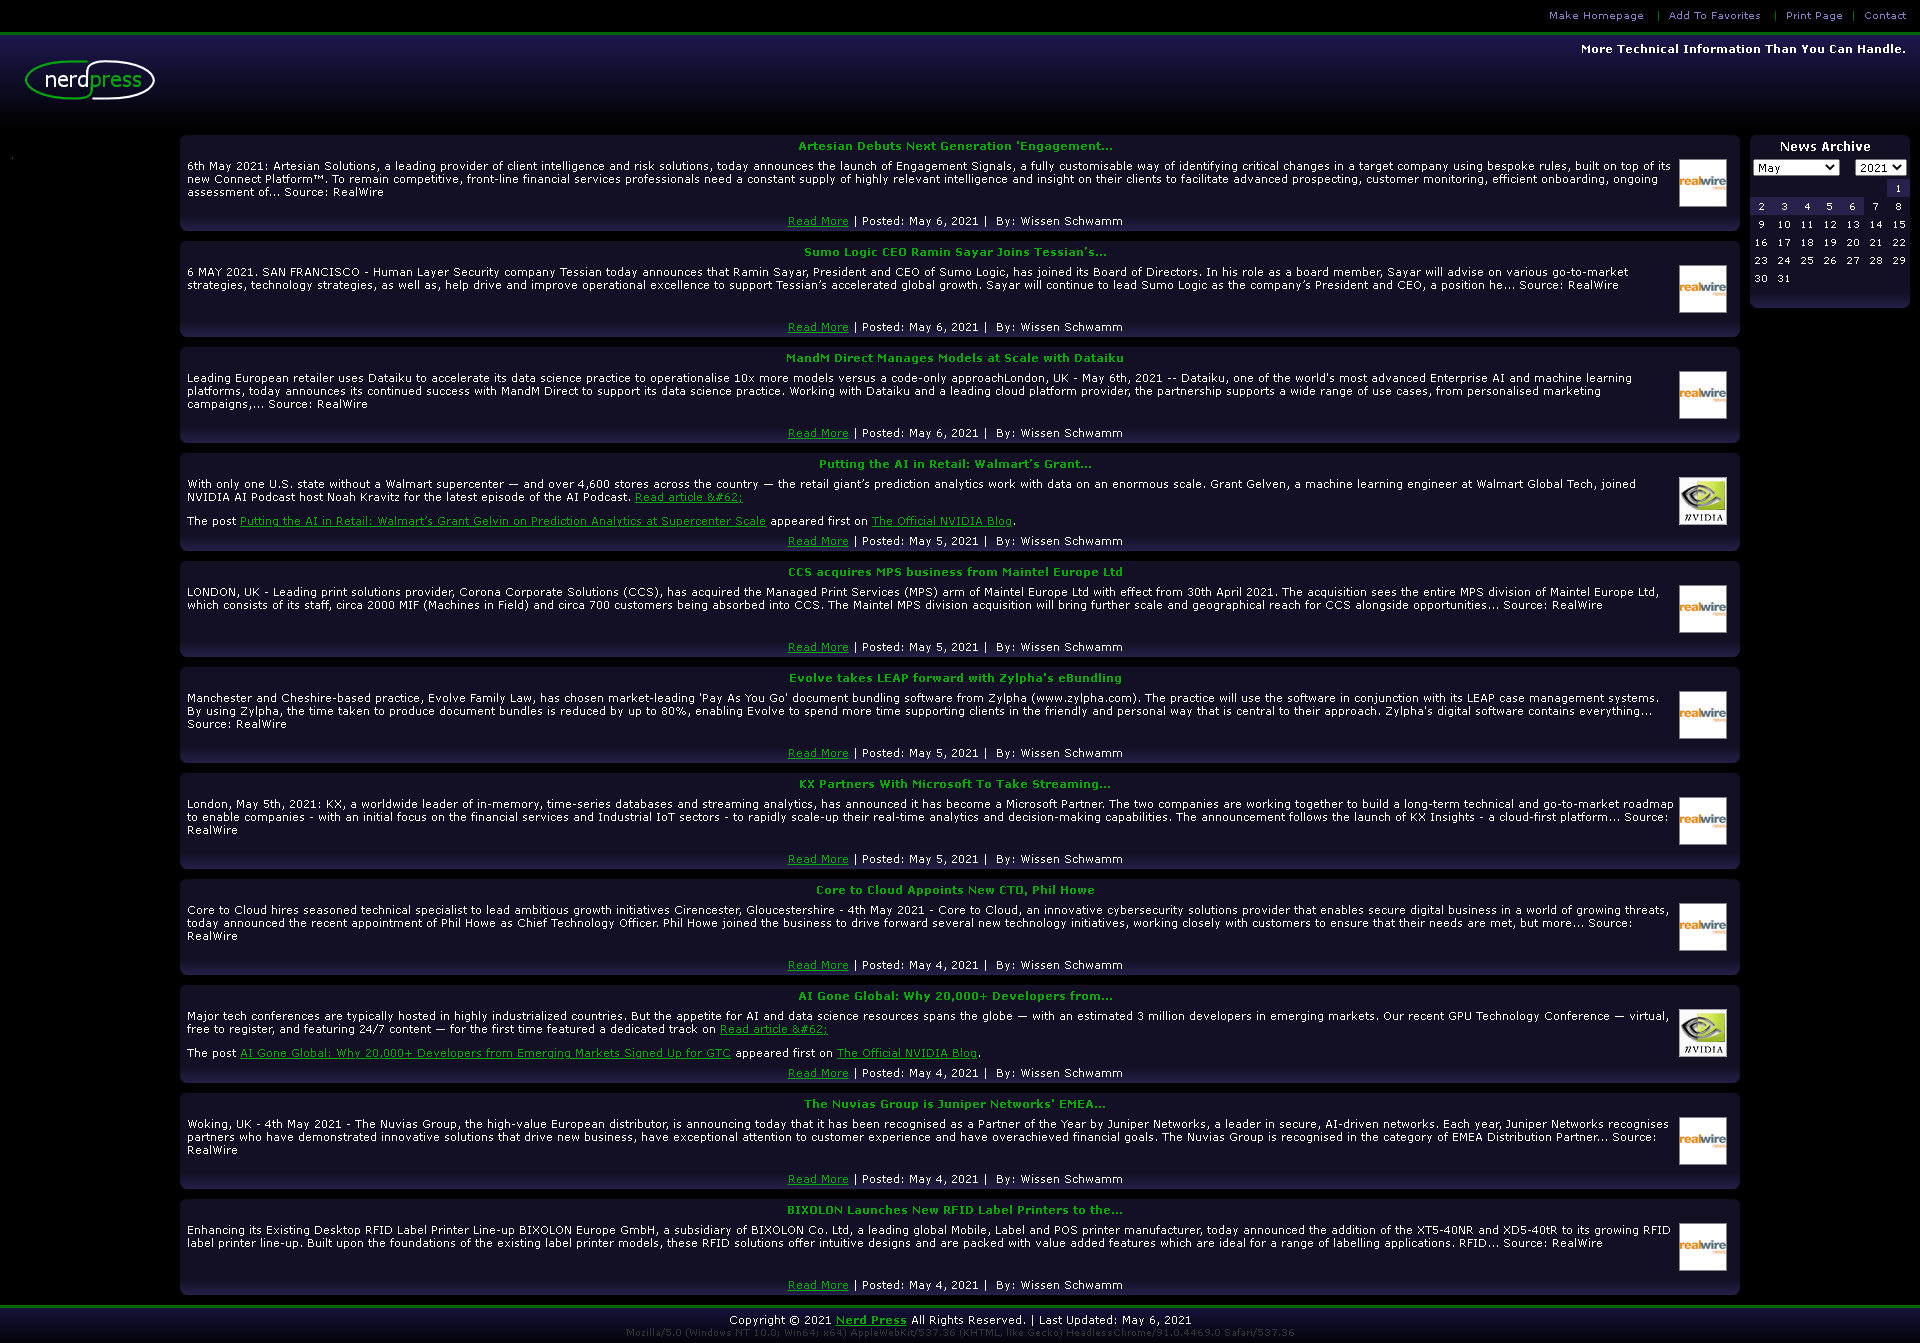 Make Homepage | Add To Favorites | Print Page | Contact
More Technical Information Than You Can Handle.
nerdpress
Artesian Debuts Next Generation 'Engagement...
6th May 2021: Artesian Solutions, a leading provider of client intelligence and risk solutions, today announces the launch of Engagement Signals, a fully customisable way of identifying critical changes in a target company using bespoke rules, built on top of its
new Connect Platform™. To remain competitive, front-line financial services professionals need a constant supply of highly relevant intelligence and insight on their clients to facilitate advanced prospecting, customer monitoring, efficient onboarding, ongoing
assessment of... Source: RealWire
realwire
news
Read More | Posted: May 6, 2021 | By: Wissen Schwamm
Sumo Logic CEO Ramin Sayar Joins Tessian's...
6 MAY 2021. SAN FRANCISCO - Human Layer Security company Tessian today announces that Ramin Sayar, President and CEO of Sumo Logic, has joined its Board of Directors. In his role as a board member, Sayar will advise on various go-to-market
strategies, technology strategies, as well as, help drive and improve operational excellence to support Tessian’s accelerated global growth. Sayar will continue to lead Sumo Logic as the company’s President and CEO, a position he... Source: RealWire
realwire
news
Read More | Posted: May 6, 2021 | By: Wissen Schwamm
MandM Direct Manages Models at Scale with Dataiku
Leading European retailer uses Dataiku to accelerate its data science practice to operationalise 10x more models versus a code-only approachLondon, UK - May 6th, 2021 -- Dataiku, one of the world's most advanced Enterprise AI and machine learning
platforms, today announces its continued success with MandM Direct to support its data science practice. Working with Dataiku and a leading cloud platform provider, the partnership supports a wide range of use cases, from personalised marketing
campaigns,... Source: RealWire
realwire
news
Read More | Posted: May 6, 2021 | By: Wissen Schwamm
Putting the AI in Retail: Walmart’s Grant...
With only one U.S. state without a Walmart supercenter — and over 4,600 stores across the country — the retail giant’s prediction analytics work with data on an enormous scale. Grant Gelven, a machine learning engineer at Walmart Global Tech, joined
NVIDIA AI Podcast host Noah Kravitz for the latest episode of the AI Podcast. Read article &#62;
The post Putting the AI in Retail: Walmart’s Grant Gelvin on Prediction Analytics at Supercenter Scale appeared first on The Official NVIDIA Blog.
nVIDIA
Read More | Posted: May 5, 2021 | By: Wissen Schwamm
CCS acquires MPS business from Maintel Europe Ltd
LONDON, UK - Leading print solutions provider, Corona Corporate Solutions (CCS), has acquired the Managed Print Services (MPS) arm of Maintel Europe Ltd with effect from 30th April 2021. The acquisition sees the entire MPS division of Maintel Europe Ltd,
which consists of its staff, circa 2000 MIF (Machines in Field) and circa 700 customers being absorbed into CCS. The Maintel MPS division acquisition will bring further scale and geographical reach for CCS alongside opportunities... Source: RealWire
realwire
news
Read More | Posted: May 5, 2021 | By: Wissen Schwamm
Evolve takes LEAP forward with Zylpha's eBundling
Manchester and Cheshire-based practice, Evolve Family Law, has chosen market-leading 'Pay As You Go' document bundling software from Zylpha (www.zylpha.com). The practice will use the software in conjunction with its LEAP case management systems.
By using Zylpha, the time taken to produce document bundles is reduced by up to 80%, enabling Evolve to spend more time supporting clients in the friendly and personal way that is central to their approach. Zylpha's digital software contains everything...
Source: RealWire
realwire
news
Read More | Posted: May 5, 2021 | By: Wissen Schwamm
KX Partners With Microsoft To Take Streaming...
London, May 5th, 2021: KX, a worldwide leader of in-memory, time-series databases and streaming analytics, has announced it has become a Microsoft Partner. The two companies are working together to build a long-term technical and go-to-market roadmap
to enable companies - with an initial focus on the financial services and Industrial IoT sectors - to rapidly scale-up their real-time analytics and decision-making capabilities. The announcement follows the launch of KX Insights - a cloud-first platform... Source:
RealWire
realwire
news
Read More | Posted: May 5, 2021 | By: Wissen Schwamm
Core to Cloud Appoints New CTO, Phil Howe
Core to Cloud hires seasoned technical specialist to lead ambitious growth initiatives Cirencester, Gloucestershire - 4th May 2021 - Core to Cloud, an innovative cybersecurity solutions provider that enables secure digital business in a world of growing threats,
today announced the recent appointment of Phil Howe as Chief Technology Officer. Phil Howe joined the business to drive forward several new technology initiatives, working closely with customers to ensure that their needs are met, but more... Source:
RealWire
realwire
news
Read More | Posted: May 4, 2021 | By: Wissen Schwamm
AI Gone Global: Why 20,000+ Developers from...
Major tech conferences are typically hosted in highly industrialized countries. But the appetite for AI and data science resources spans the globe — with an estimated 3 million developers in emerging markets. Our recent GPU Technology Conference — virtual,
free to register, and featuring 24/7 content — for the first time featured a dedicated track on Read article &#62;
The post AI Gone Global: Why 20,000+ Developers from Emerging Markets Signed Up for GTC appeared first on The Official NVIDIA Blog.
nVIDIA
Read More | Posted: May 4, 2021 | By: Wissen Schwamm
The Nuvias Group is Juniper Networks' EMEA...
Woking, UK - 4th May 2021 - The Nuvias Group, the high-value European distributor, is announcing today that it has been recognised as a Partner of the Year by Juniper Networks, a leader in secure, AI-driven networks. Each year, Juniper Networks recognises
partners who have demonstrated innovative solutions that drive new business, have exceptional attention to customer experience and have overachieved financial goals. The Nuvias Group is recognised in the category of EMEA Distribution Partner... Source:
RealWire
realwire
news
Read More | Posted: May 4, 2021 | By: Wissen Schwamm
BIXOLON Launches New RFID Label Printers to the...
Enhancing its Existing Desktop RFID Label Printer Line-up BIXOLON Europe GmbH, a subsidiary of BIXOLON Co. Ltd, a leading global Mobile, Label and POS printer manufacturer, today announced the addition of the XT5-40NR and XD5-40tR to its growing RFID
label printer line-up. Built upon the foundations of the existing label printer models, these RFID solutions offer intuitive designs and are packed with value added features which are ideal for a range of labelling applications. RFID... Source: RealWire
realwire
news
Read More | Posted: May 4, 2021 | By: Wissen Schwamm
News Archive
May 2021
1
2 3 4 5 6 7 8
9 10 11 12 13 14 15
16 17 18 19 20 21 22
23 24 25 26 27 28 29
30 31
Copyright © 2021 Nerd Press All Rights Reserved. | Last Updated: May 6, 2021
Mozilla/5.0 (Windows NT 10.0; Win64; x64) AppleWebKit/537.36 (KHTML, like Gecko) HeadlessChrome/91.0.4469.0 Safari/537.36